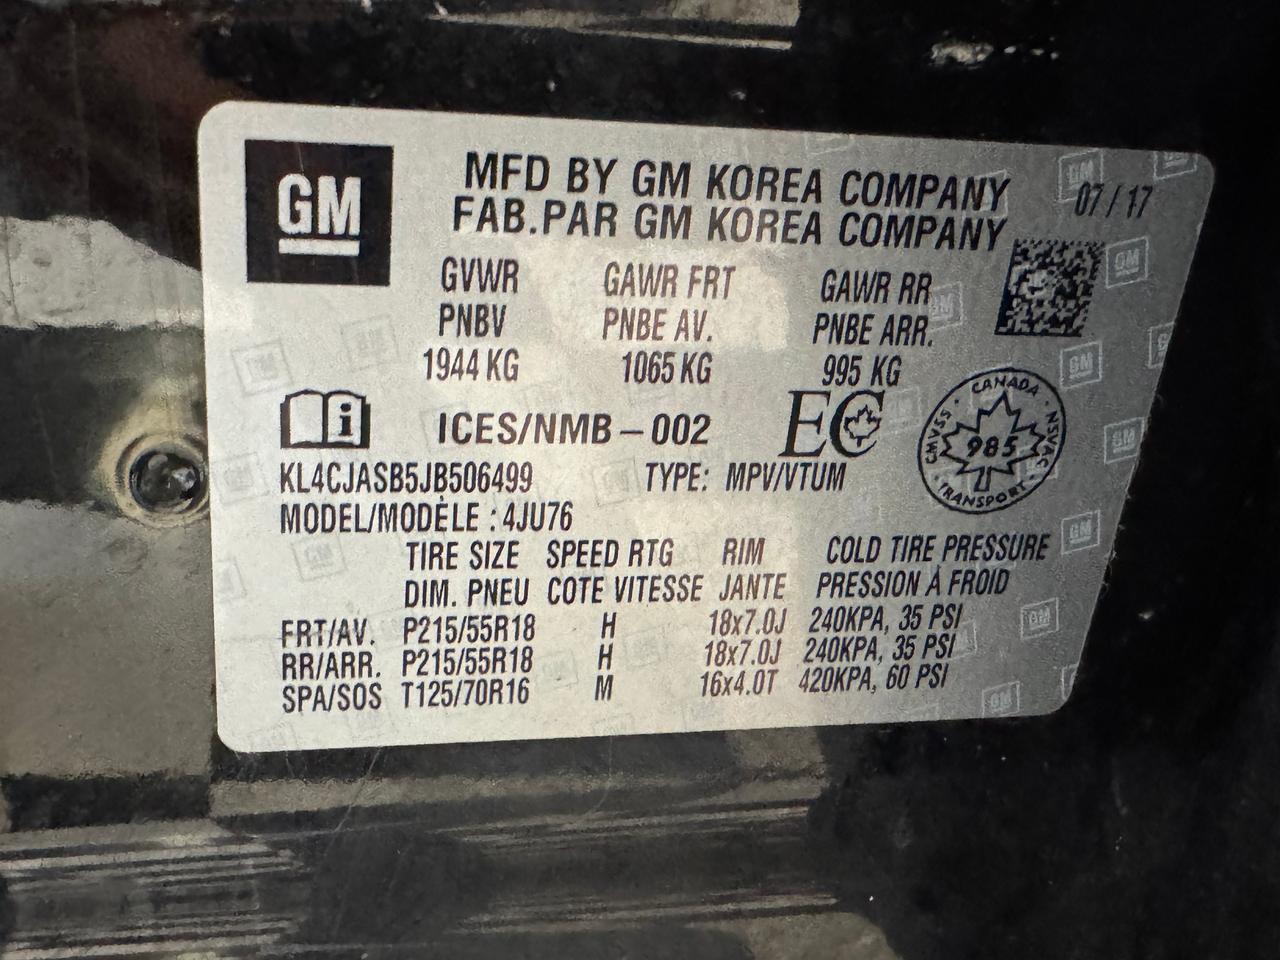 GM
MFD BY GM KOREA COMPANY
FAB.PAR GM KOREA COMPANY
07/17
GVWR GAWR FRT GAWR RR
PNBV PNBE AV. PNBE ARR.
1944 KG 1065 KG 995 KG
ICES/NMB-002 EC
CANADA
CMVSS · NSVAC
985
TRANSPORT
KL4CJASB5JB506499 TYPE: MPV/VTUM
MODEL/MODÈLE : 4JU76
TIRE SIZE SPEED RTG RIM COLD TIRE PRESSURE
DIM. PNEU COTE VITESSE JANTE PRESSION À FROID
FRT/AV. P215/55R18 H 18x7.0J 240KPA, 35 PSI
RR/ARR. P215/55R18 H 18x7.0J 240KPA, 35 PSI
SPA/SOS T125/70R16 M 16x4.0T 420KPA, 60 PSI